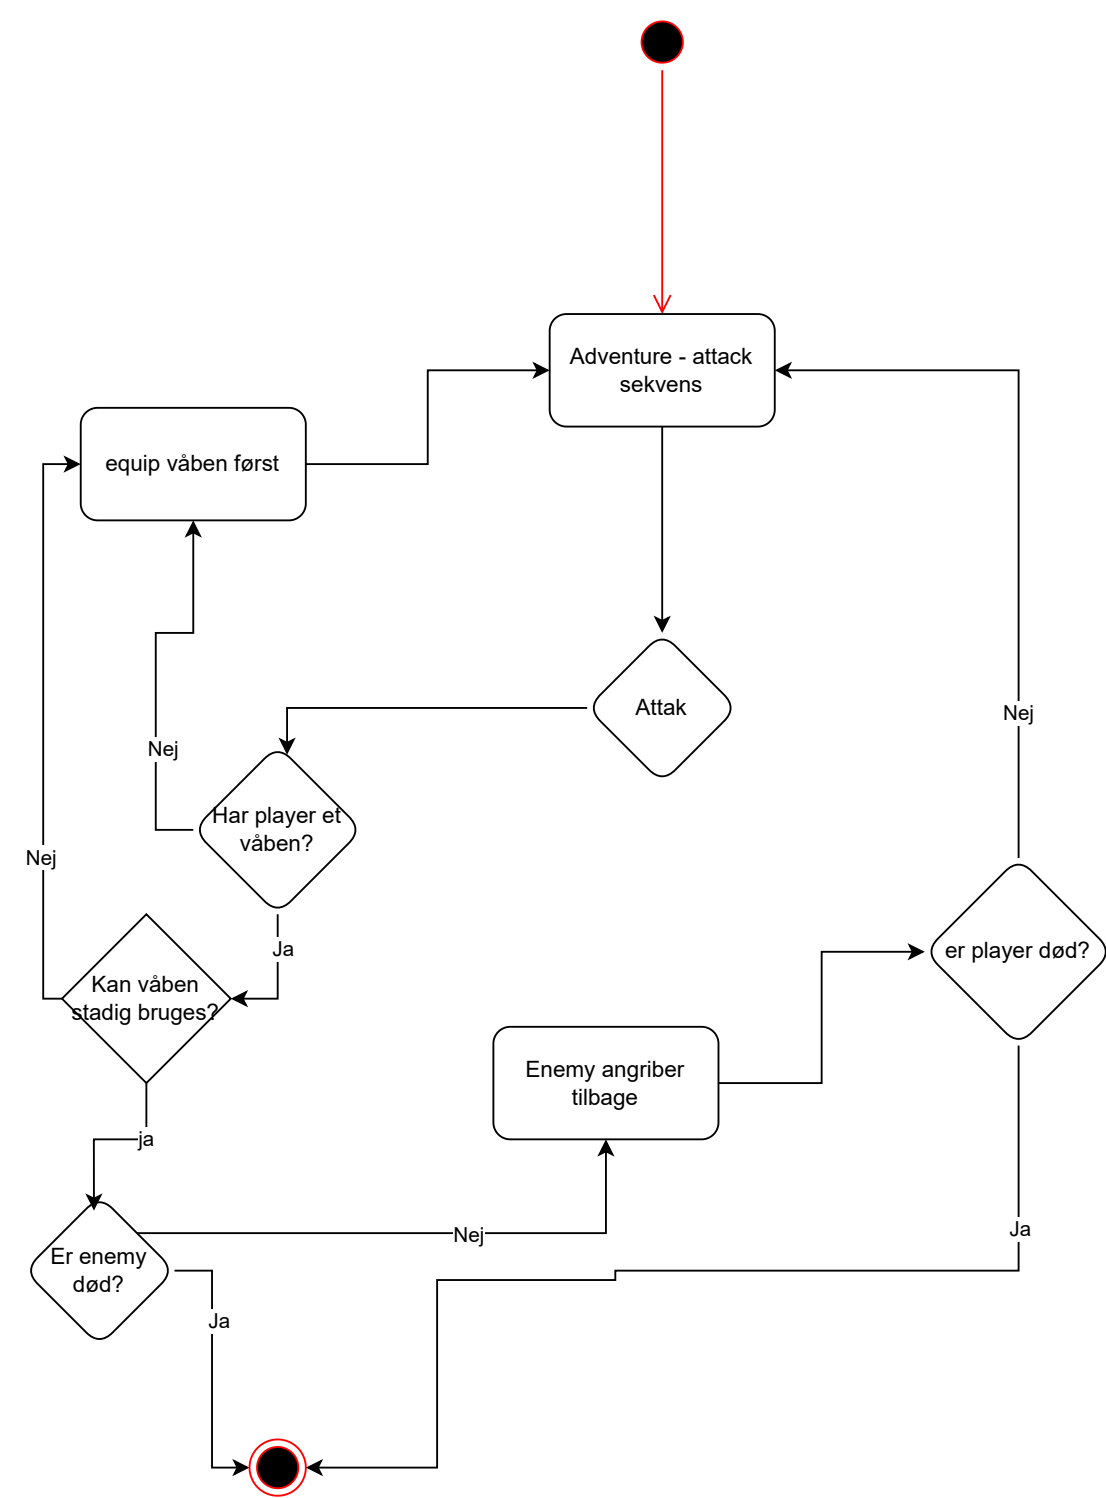 Adventure - attack
sekvens
equip våben først
Attak
Nej
Nej
Har player et
våben?
Nej
Ja
er player død?
Kan våben
stadig bruges?
Enemy angriber
tilbage
ja
Nej
Ja
Er enemy
død?
Ja